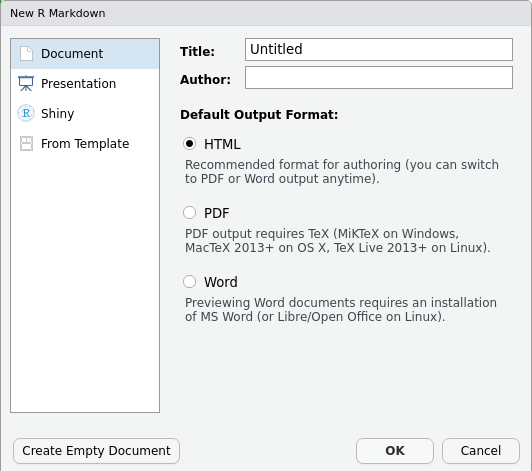 New R Markdown
Document
Presentation
R Shiny
From Template
Title: Untitled
Author:
Default Output Format:
HTML
Recommended format for authoring (you can switch
to PDF or Word output anytime).
PDF
PDF output requires TeX (MiKTeX on Windows,
MacTeX 2013+ on OS X, TeX Live 2013+ on Linux).
Word
Previewing Word documents requires an installation
of MS Word (or Libre/Open Office on Linux).
Create Empty Document
OK
Cancel